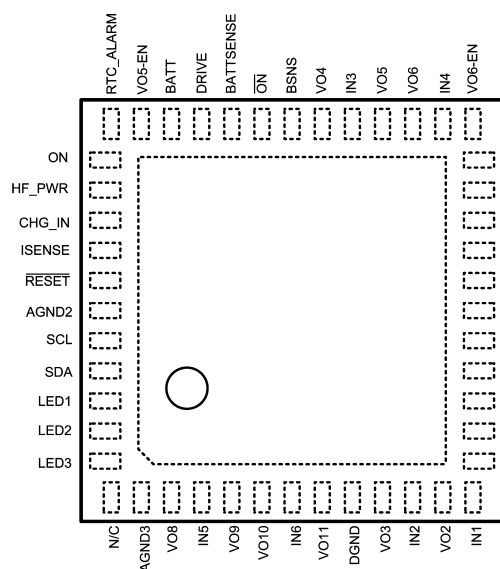 RTC_ALARM
VO5-EN
BATT
DRIVE
BATTSENSE
ON
BSNS
VO4
IN3
VO5
VO6
IN4
VO6-EN
ON
HF_PWR
CHG_IN
ISENSE
RESET
AGND2
SCL
SDA
LED1
LED2
LED3
N/C
AGND3
VO8
IN5
VO9
VO10
IN6
VO11
DGND
VO3
IN2
VO2
IN1